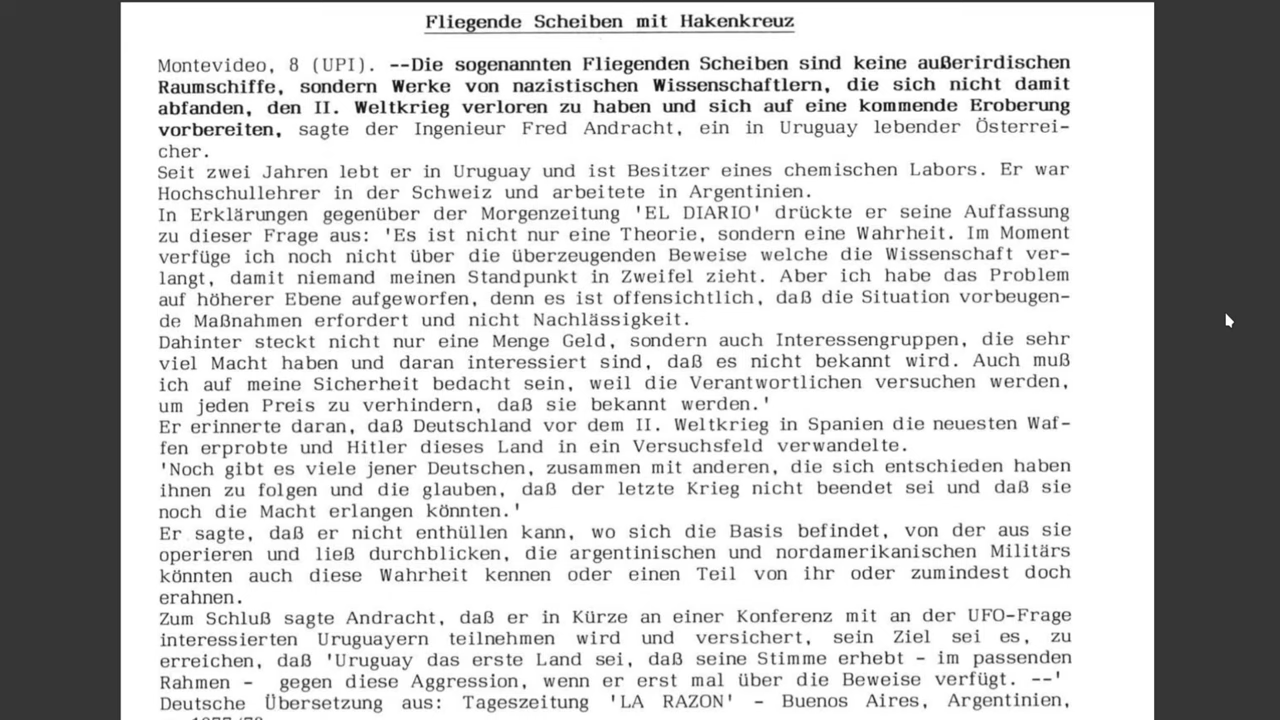 Fliegende Scheiben mit Hakenkreuz
Montevideo, 8 (UPI). --Die sogenannten Fliegenden Scheiben sind keine außerirdischen
Raumschiffe, sondern Werke von nazistischen Wissenschaftlern, die sich nicht damit
abfanden, den II. Weltkrieg verloren zu haben und sich auf eine kommende Eroberung
vorbereiten, sagte der Ingenieur Fred Andracht, ein in Uruguay lebender Österrei-
cher.
Seit zwei Jahren lebt er in Uruguay und ist Besitzer eines chemischen Labors. Er war
Hochschullehrer in der Schweiz und arbeitete in Argentinien.
In Erklärungen gegenüber der Morgenzeitung 'EL DIARIO' drückte er seine Auffassung
zu dieser Frage aus: 'Es ist nicht nur eine Theorie, sondern eine Wahrheit. Im Moment
verfüge ich noch nicht über die überzeugenden Beweise welche die Wissenschaft ver-
langt, damit niemand meinen Standpunkt in Zweifel zieht. Aber ich habe das Problem
auf höherer Ebene aufgeworfen, denn es ist offensichtlich, daß die Situation vorbeugen-
de Maßnahmen erfordert und nicht Nachlässigkeit.
Dahinter steckt nicht nur eine Menge Geld, sondern auch Interessengruppen, die sehr
viel Macht haben und daran interessiert sind, daß es nicht bekannt wird. Auch muß
ich auf meine Sicherheit bedacht sein, weil die Verantwortlichen versuchen werden,
um jeden Preis zu verhindern, daß sie bekannt werden.'
Er erinnerte daran, daß Deutschland vor dem II. Weltkrieg in Spanien die neuesten Waf-
fen erprobte und Hitler dieses Land in ein Versuchsfeld verwandelte.
'Noch gibt es viele jener Deutschen, zusammen mit anderen, die sich entschieden haben
ihnen zu folgen und die glauben, daß der letzte Krieg nicht beendet sei und daß sie
noch die Macht erlangen könnten.'
Er sagte, daß er nicht enthüllen kann, wo sich die Basis befindet, von der aus sie
operieren und ließ durchblicken, die argentinischen und nordamerikanischen Militärs
könnten auch diese Wahrheit kennen oder einen Teil von ihr oder zumindest doch
erahnen.
Zum Schluß sagte Andracht, daß er in Kürze an einer Konferenz mit an der UFO-Frage
interessierten Uruguayern teilnehmen wird und versichert, sein Ziel sei es, zu
erreichen, daß 'Uruguay das erste Land sei, daß seine Stimme erhebt - im passenden
Rahmen - gegen diese Aggression, wenn er erst mal über die Beweise verfügt. --'
Deutsche Übersetzung aus: Tageszeitung 'LA RAZON' - Buenos Aires, Argentinien,